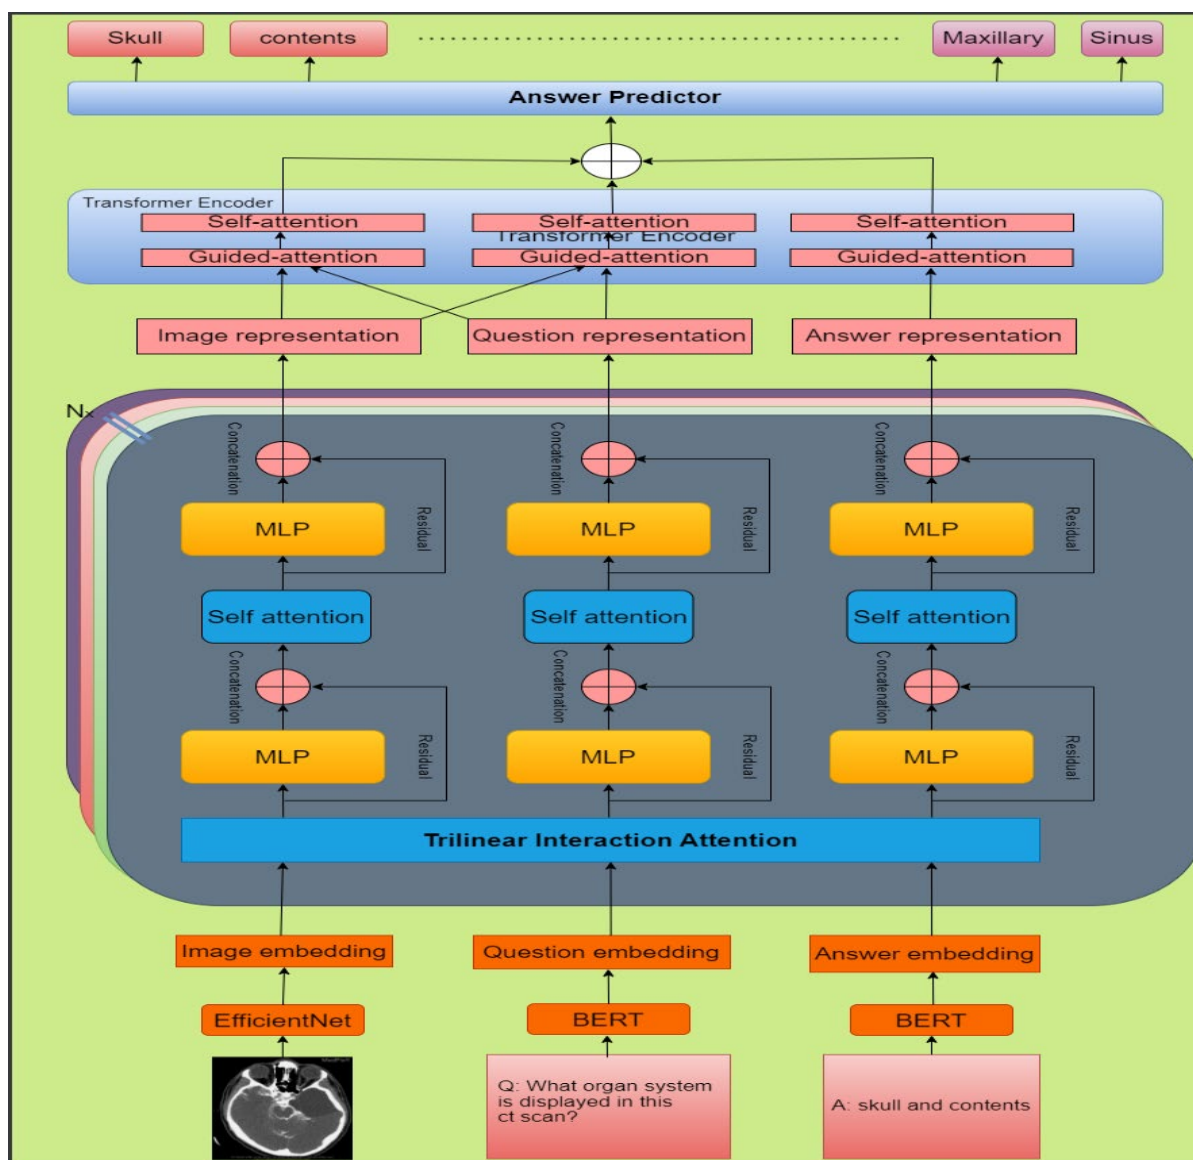 Skull contents Maxillary Sinus
Answer Predictor
Transformer Encoder
Self-attention Self-attention Self-attention
Transformer Encoder
Guided-attention Guided-attention Guided-attention
Image representation Question representation Answer representation
Nx
Concatenation Concatenation Concatenation
MLP Residual MLP Residual MLP Residual
Self attention Self attention Self attention
Concatenation Concatenation Concatenation
MLP Residual MLP Residual MLP Residual
Trilinear Interaction Attention
Image embedding Question embedding Answer embedding
EfficientNet BERT BERT
Q: What organ system
is displayed in this
ct scan?
A: skull and contents